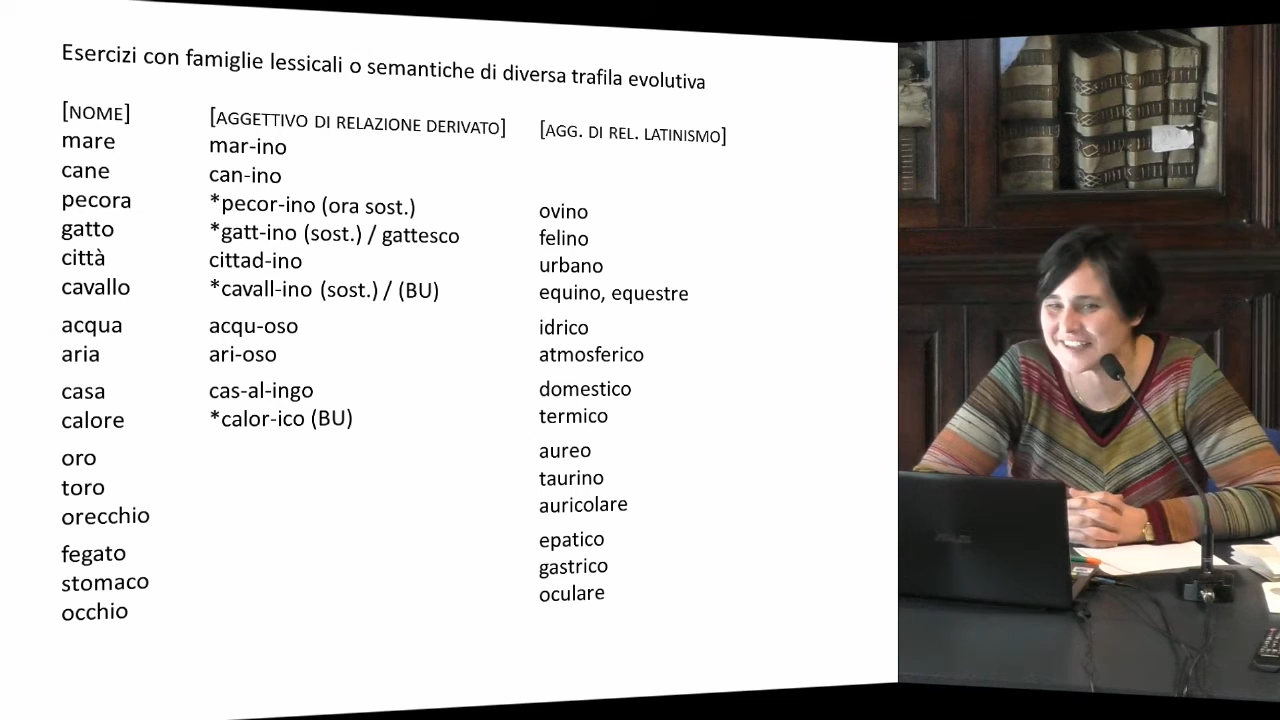 Esercizi con famiglie lessicali o semantiche di diversa trafila evolutiva
[NOME] [AGGETTIVO DI RELAZIONE DERIVATO] [AGG. DI REL. LATINISMO]
mare mar-ino
cane can-ino
pecora *pecor-ino (ora sost.) ovino
gatto *gatt-ino (sost.) / gattesco felino
città cittad-ino urbano
cavallo *cavall-ino (sost.) / (BU) equino, equestre
acqua acqu-oso idrico
aria ari-oso atmosferico
casa cas-al-ingo domestico
calore *calor-ico (BU) termico
oro aureo
toro taurino
orecchio auricolare
fegato epatico
stomaco gastrico
occhio oculare